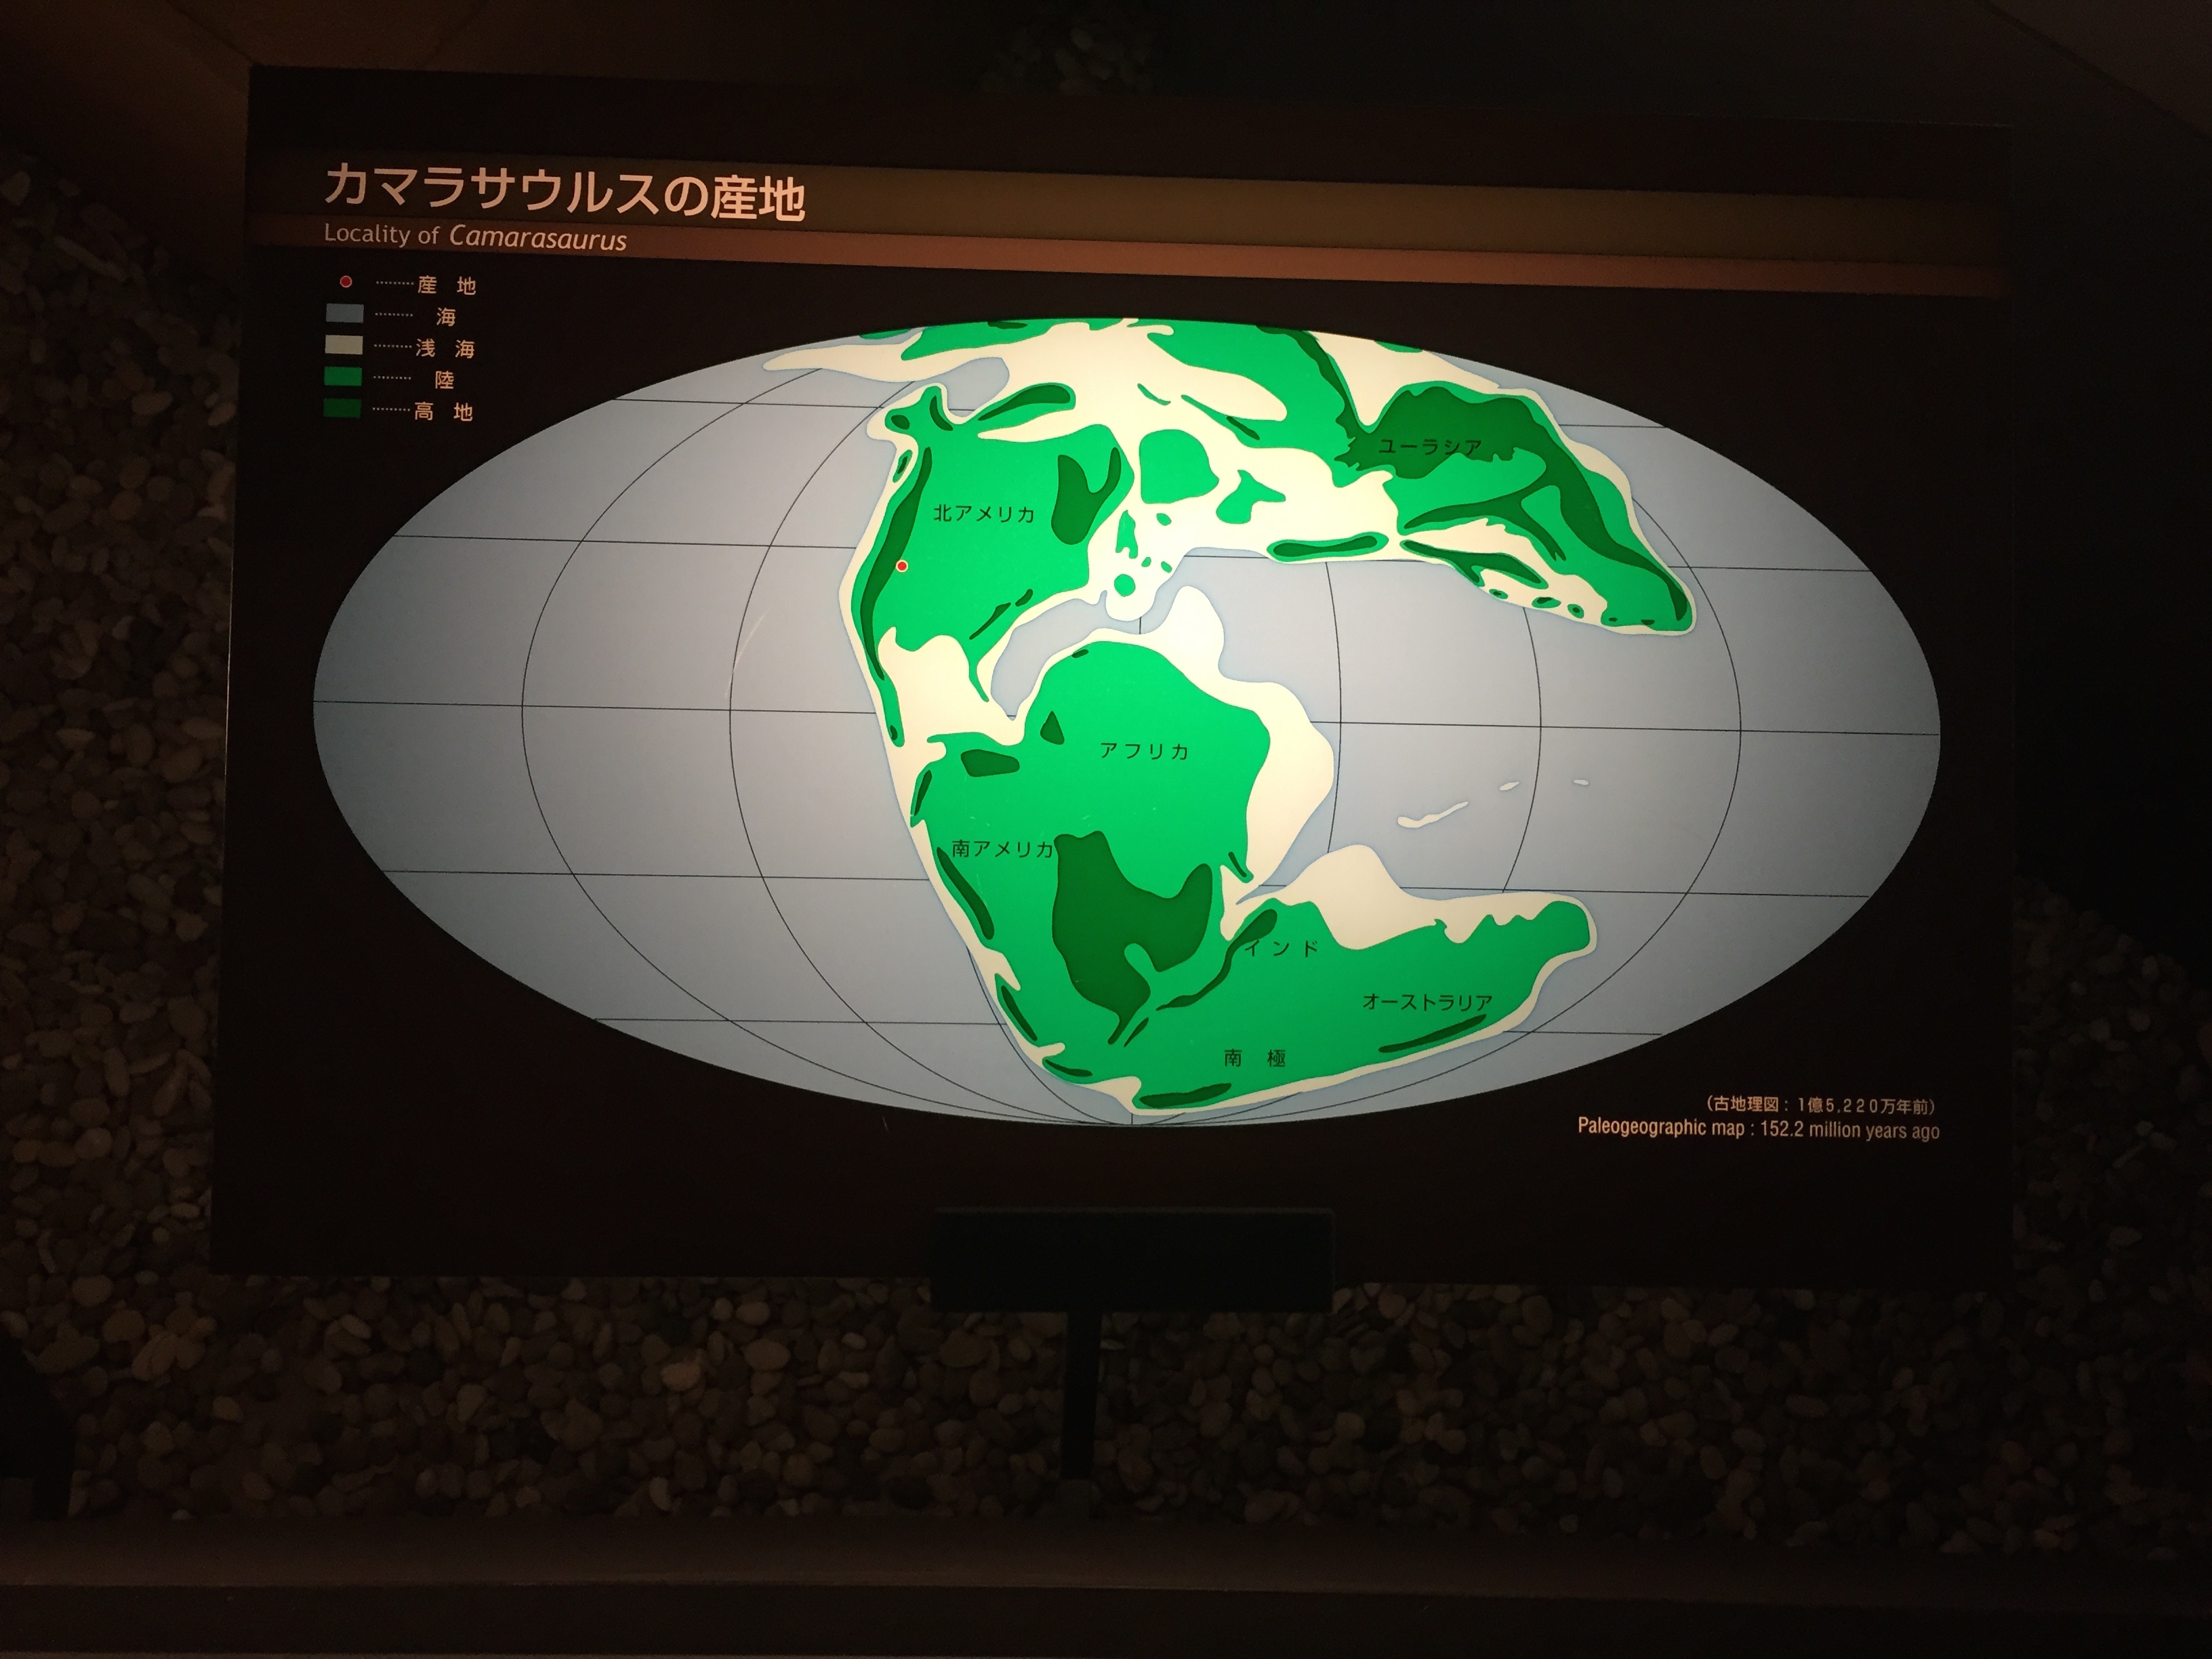 カマラサウルスの産地
Locality of Camarasaurus
………産 地
………海
………浅 海
………陸
………高 地
ユーラシア
北アメリカ
アフリカ
南アメリカ
インド
オーストラリア
南 極
(古地理図：1億5,220万年前)
Paleogeographic map : 152.2 million years ago